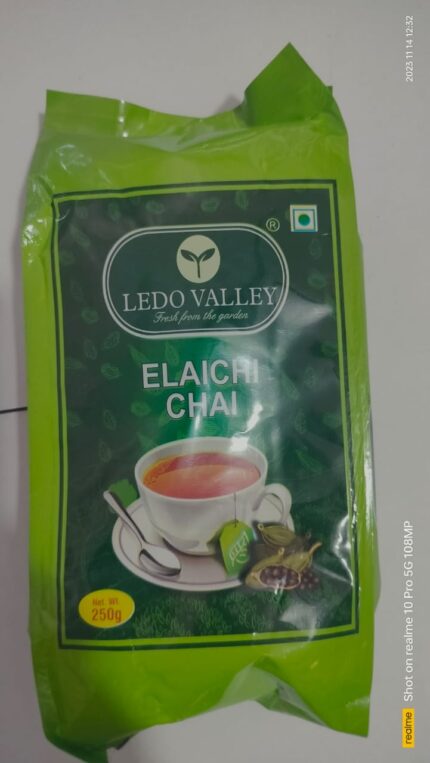 2023 11 14 12:32
®
LEDO VALLEY
Fresh from the garden
ELAICHI
CHAI
Net. Wt.
250g
realme Shot on realme 10 Pro 5G 108MP